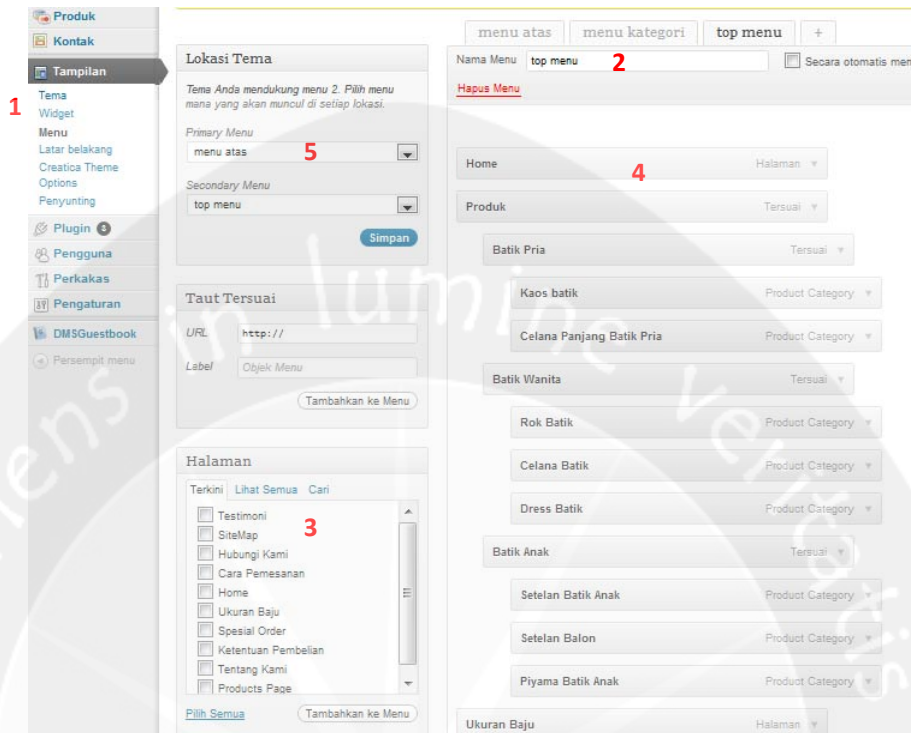 Produk
Kontak
Tampilan
1
Tema
Widget
Menu
Latar belakang
Creatica Theme
Options
Penyunting
Plugin
Pengguna
Perkakas
Pengaturan
DMSGuestbook
Persempit menu
Lokasi Tema
Tema Anda mendukung menu 2. Pilih menu
mana yang akan muncul di setiap lokasi.
Primary Menu
menu atas
5
Secondary Menu
top menu
Simpan
Taut Tersuai
URL http://
Label Objek Menu
Tambahkan ke Menu
Halaman
Terkini Lihat Semua Cari
Testimoni
SiteMap
3
Hubungi Kami
Cara Pemesanan
Home
Ukuran Baju
Spesial Order
Ketentuan Pembelian
Tentang Kami
Products Page
Pilih Semua Tambahkan ke Menu
menu atas menu kategori top menu +
Nama Menu top menu 2 Secara otomatis men
Hapus Menu
Home Halaman
4
Produk Tersuai
Batik Pria Tersuai
Kaos batik Product Category
Celana Panjang Batik Pria Product Category
Batik Wanita Tersuai
Rok Batik Product Category
Celana Batik Product Category
Dress Batik Product Category
Batik Anak Tersuai
Setelan Batik Anak Product Category
Setelan Balon Product Category
Piyama Batik Anak Product Category
Ukuran Baju Halaman
mens in lumine veritatis